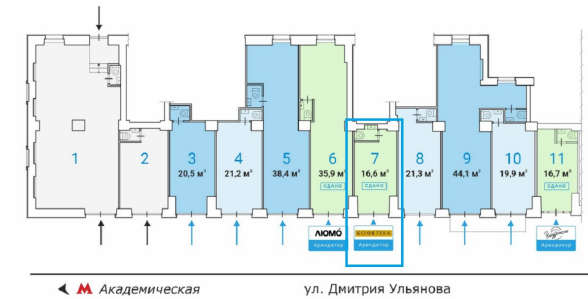 1
2
3
20,5 м²
4
21,2 м²
5
38,4 м²
6
35,9 м²
СДАНО
7
16,6 м²
СДАНО
8
21,3 м²
9
44,1 м²
10
19,9 м²
11
16,7 м²
СДАНО
ЛЮМО
Арендатор
КОФЕТЕКА
Арендатор
Арендатор
М Академическая
ул. Дмитрия Ульянова